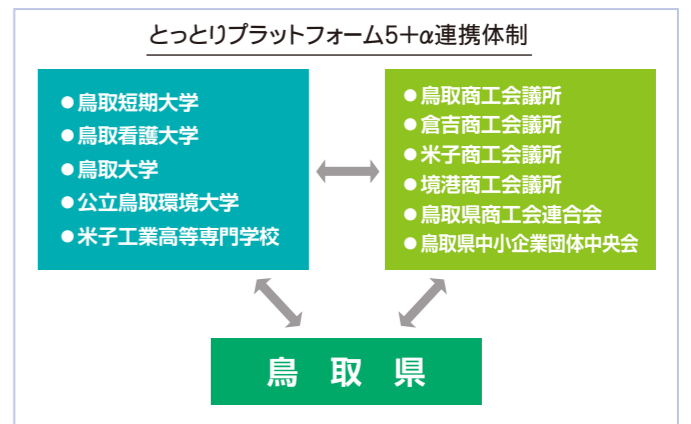 とっとりプラットフォーム5+α連携体制
●鳥取短期大学
●鳥取看護大学
●鳥取大学
●公立鳥取環境大学
●米子工業高等専門学校
●鳥取商工会議所
●倉吉商工会議所
●米子商工会議所
●境港商工会議所
●鳥取県商工会連合会
●鳥取県中小企業団体中央会
鳥 取 県